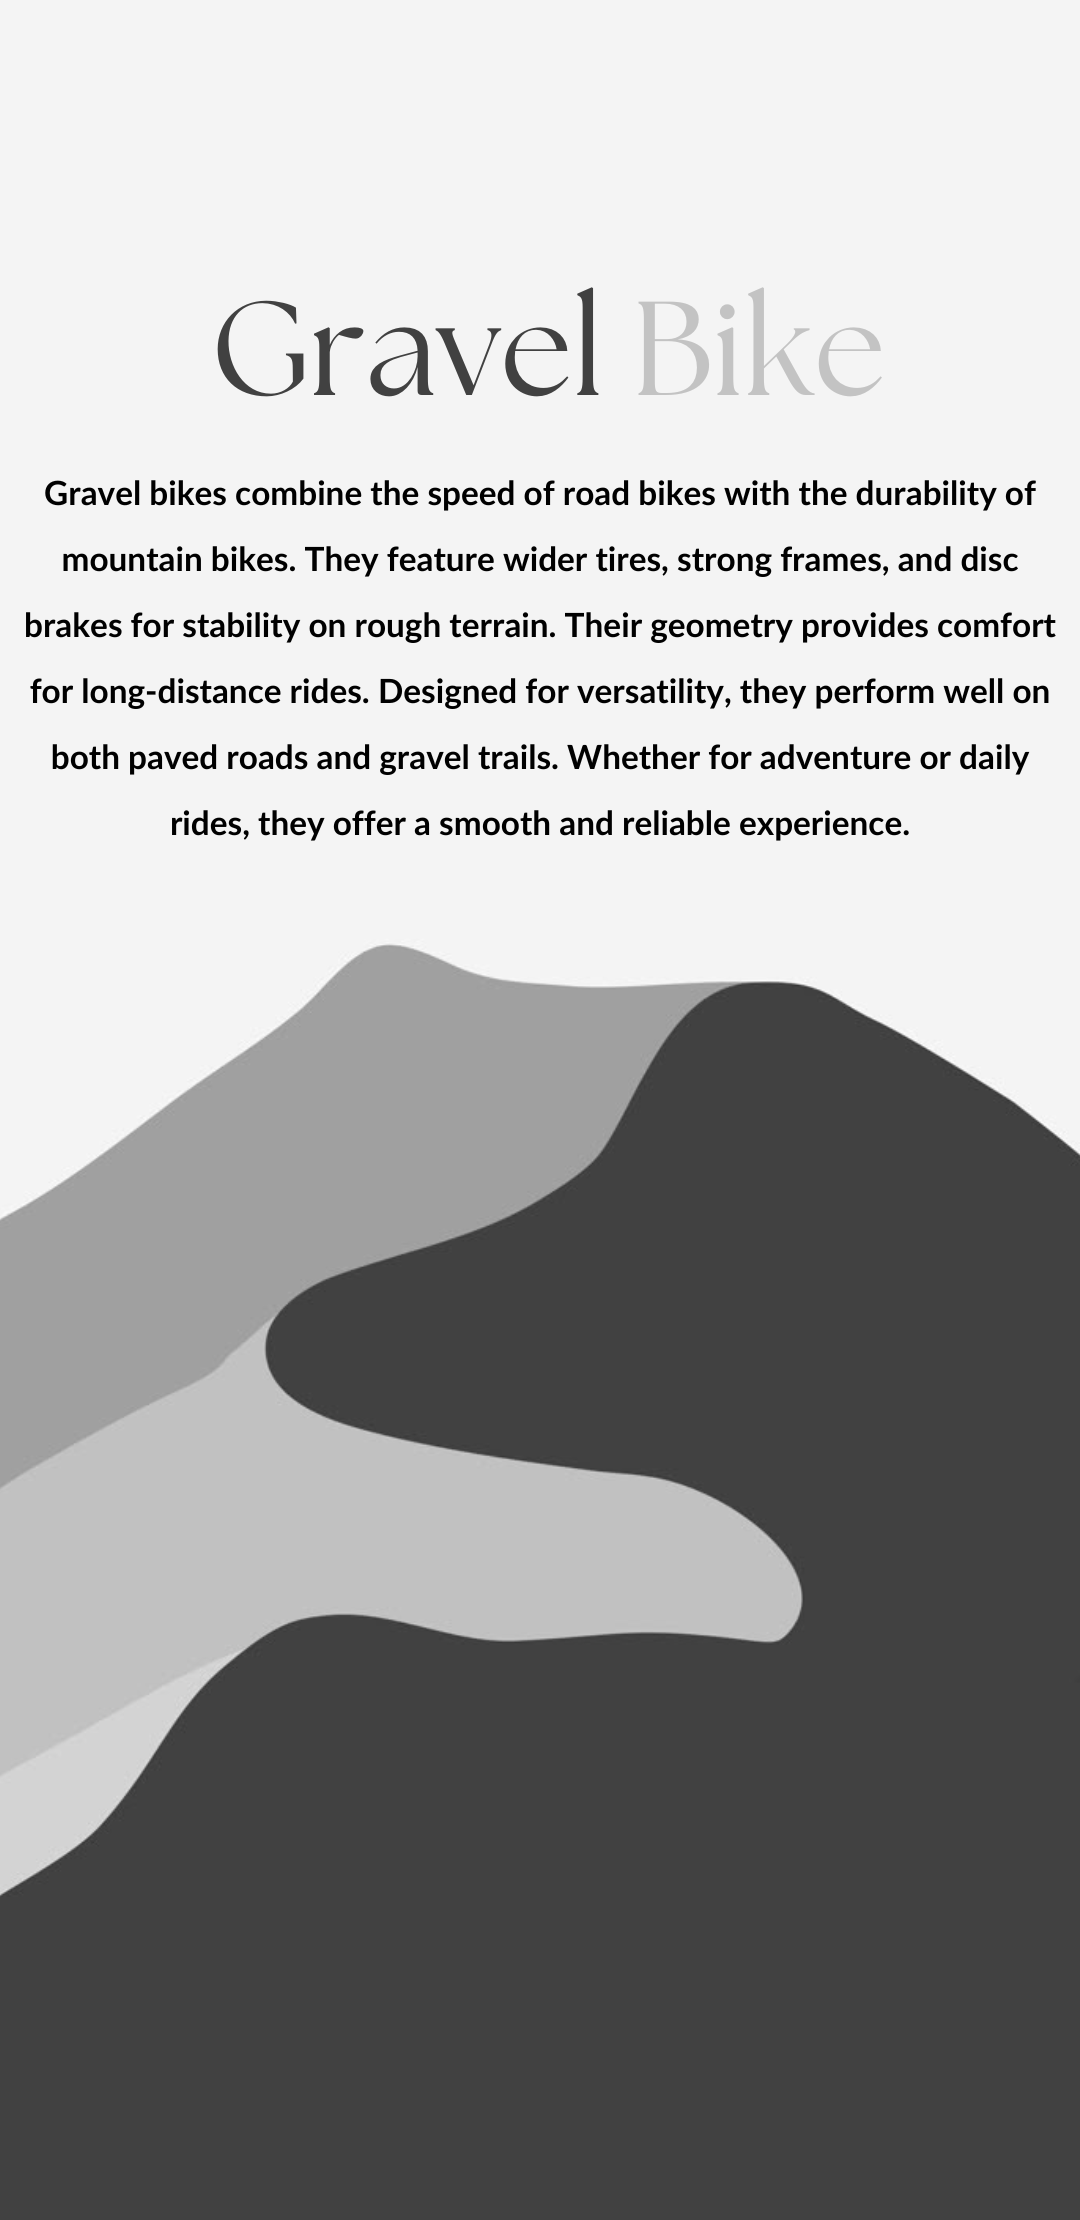 Gravel Bike
Gravel bikes combine the speed of road bikes with the durability of
mountain bikes. They feature wider tires, strong frames, and disc
brakes for stability on rough terrain. Their geometry provides comfort
for long-distance rides. Designed for versatility, they perform well on
both paved roads and gravel trails. Whether for adventure or daily
rides, they offer a smooth and reliable experience.